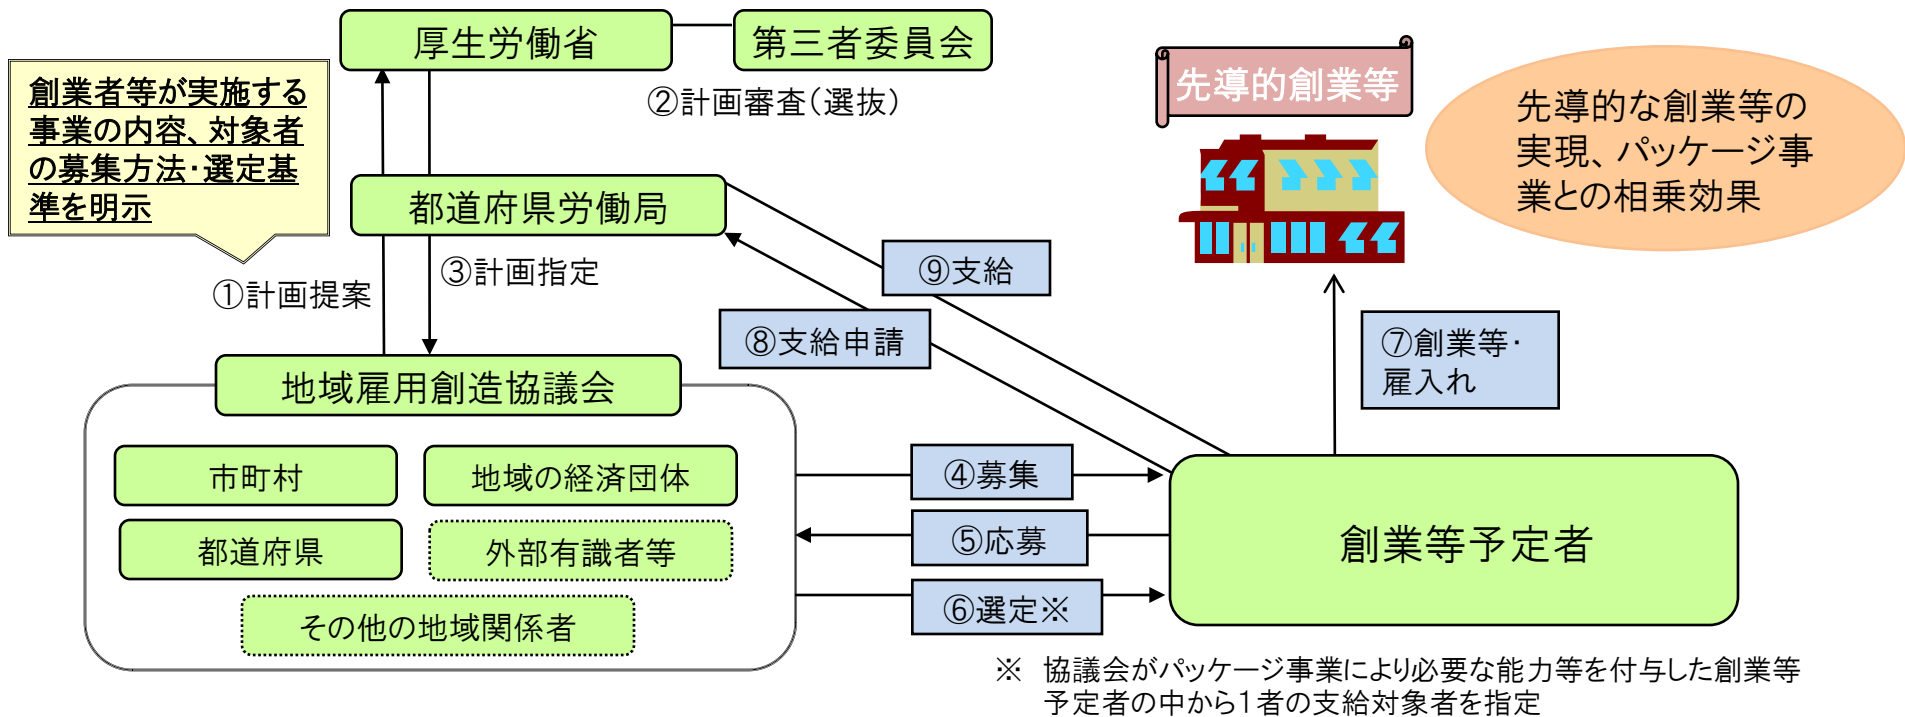 厚生労働省
第三者委員会
創業者等が実施する
事業の内容、対象者
の募集方法・選定基
準を明示
②計画審査(選抜)
先導的創業等
先導的な創業等の
実現、パッケージ事
業との相乗効果
都道府県労働局
①計画提案
③計画指定
⑨支給
⑧支給申請
⑦創業等・
雇入れ
地域雇用創造協議会
市町村
地域の経済団体
都道府県
外部有識者等
その他の地域関係者
④募集
⑤応募
⑥選定※
創業等予定者
※ 協議会がパッケージ事業により必要な能力等を付与した創業等
予定者の中から1者の支給対象者を指定